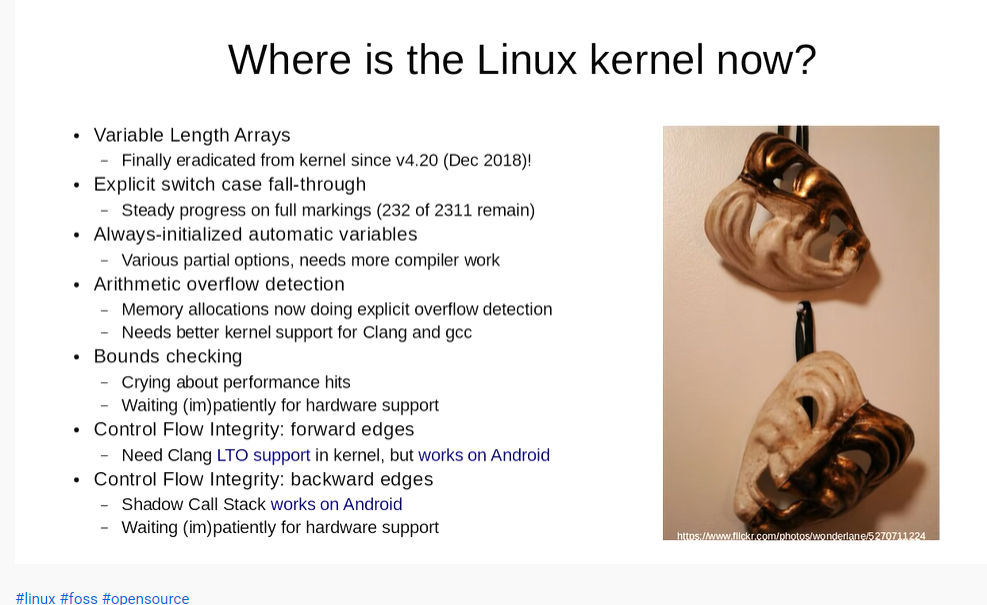 Where is the Linux kernel now?
• Variable Length Arrays
– Finally eradicated from kernel since v4.20 (Dec 2018)!
• Explicit switch case fall-through
– Steady progress on full markings (232 of 2311 remain)
• Always-initialized automatic variables
– Various partial options, needs more compiler work
• Arithmetic overflow detection
– Memory allocations now doing explicit overflow detection
– Needs better kernel support for Clang and gcc
• Bounds checking
– Crying about performance hits
– Waiting (im)patiently for hardware support
• Control Flow Integrity: forward edges
– Need Clang LTO support in kernel, but works on Android
• Control Flow Integrity: backward edges
– Shadow Call Stack works on Android
– Waiting (im)patiently for hardware support
https://www.flickr.com/photos/wonderlane/5270711224
#linux #foss #opensource